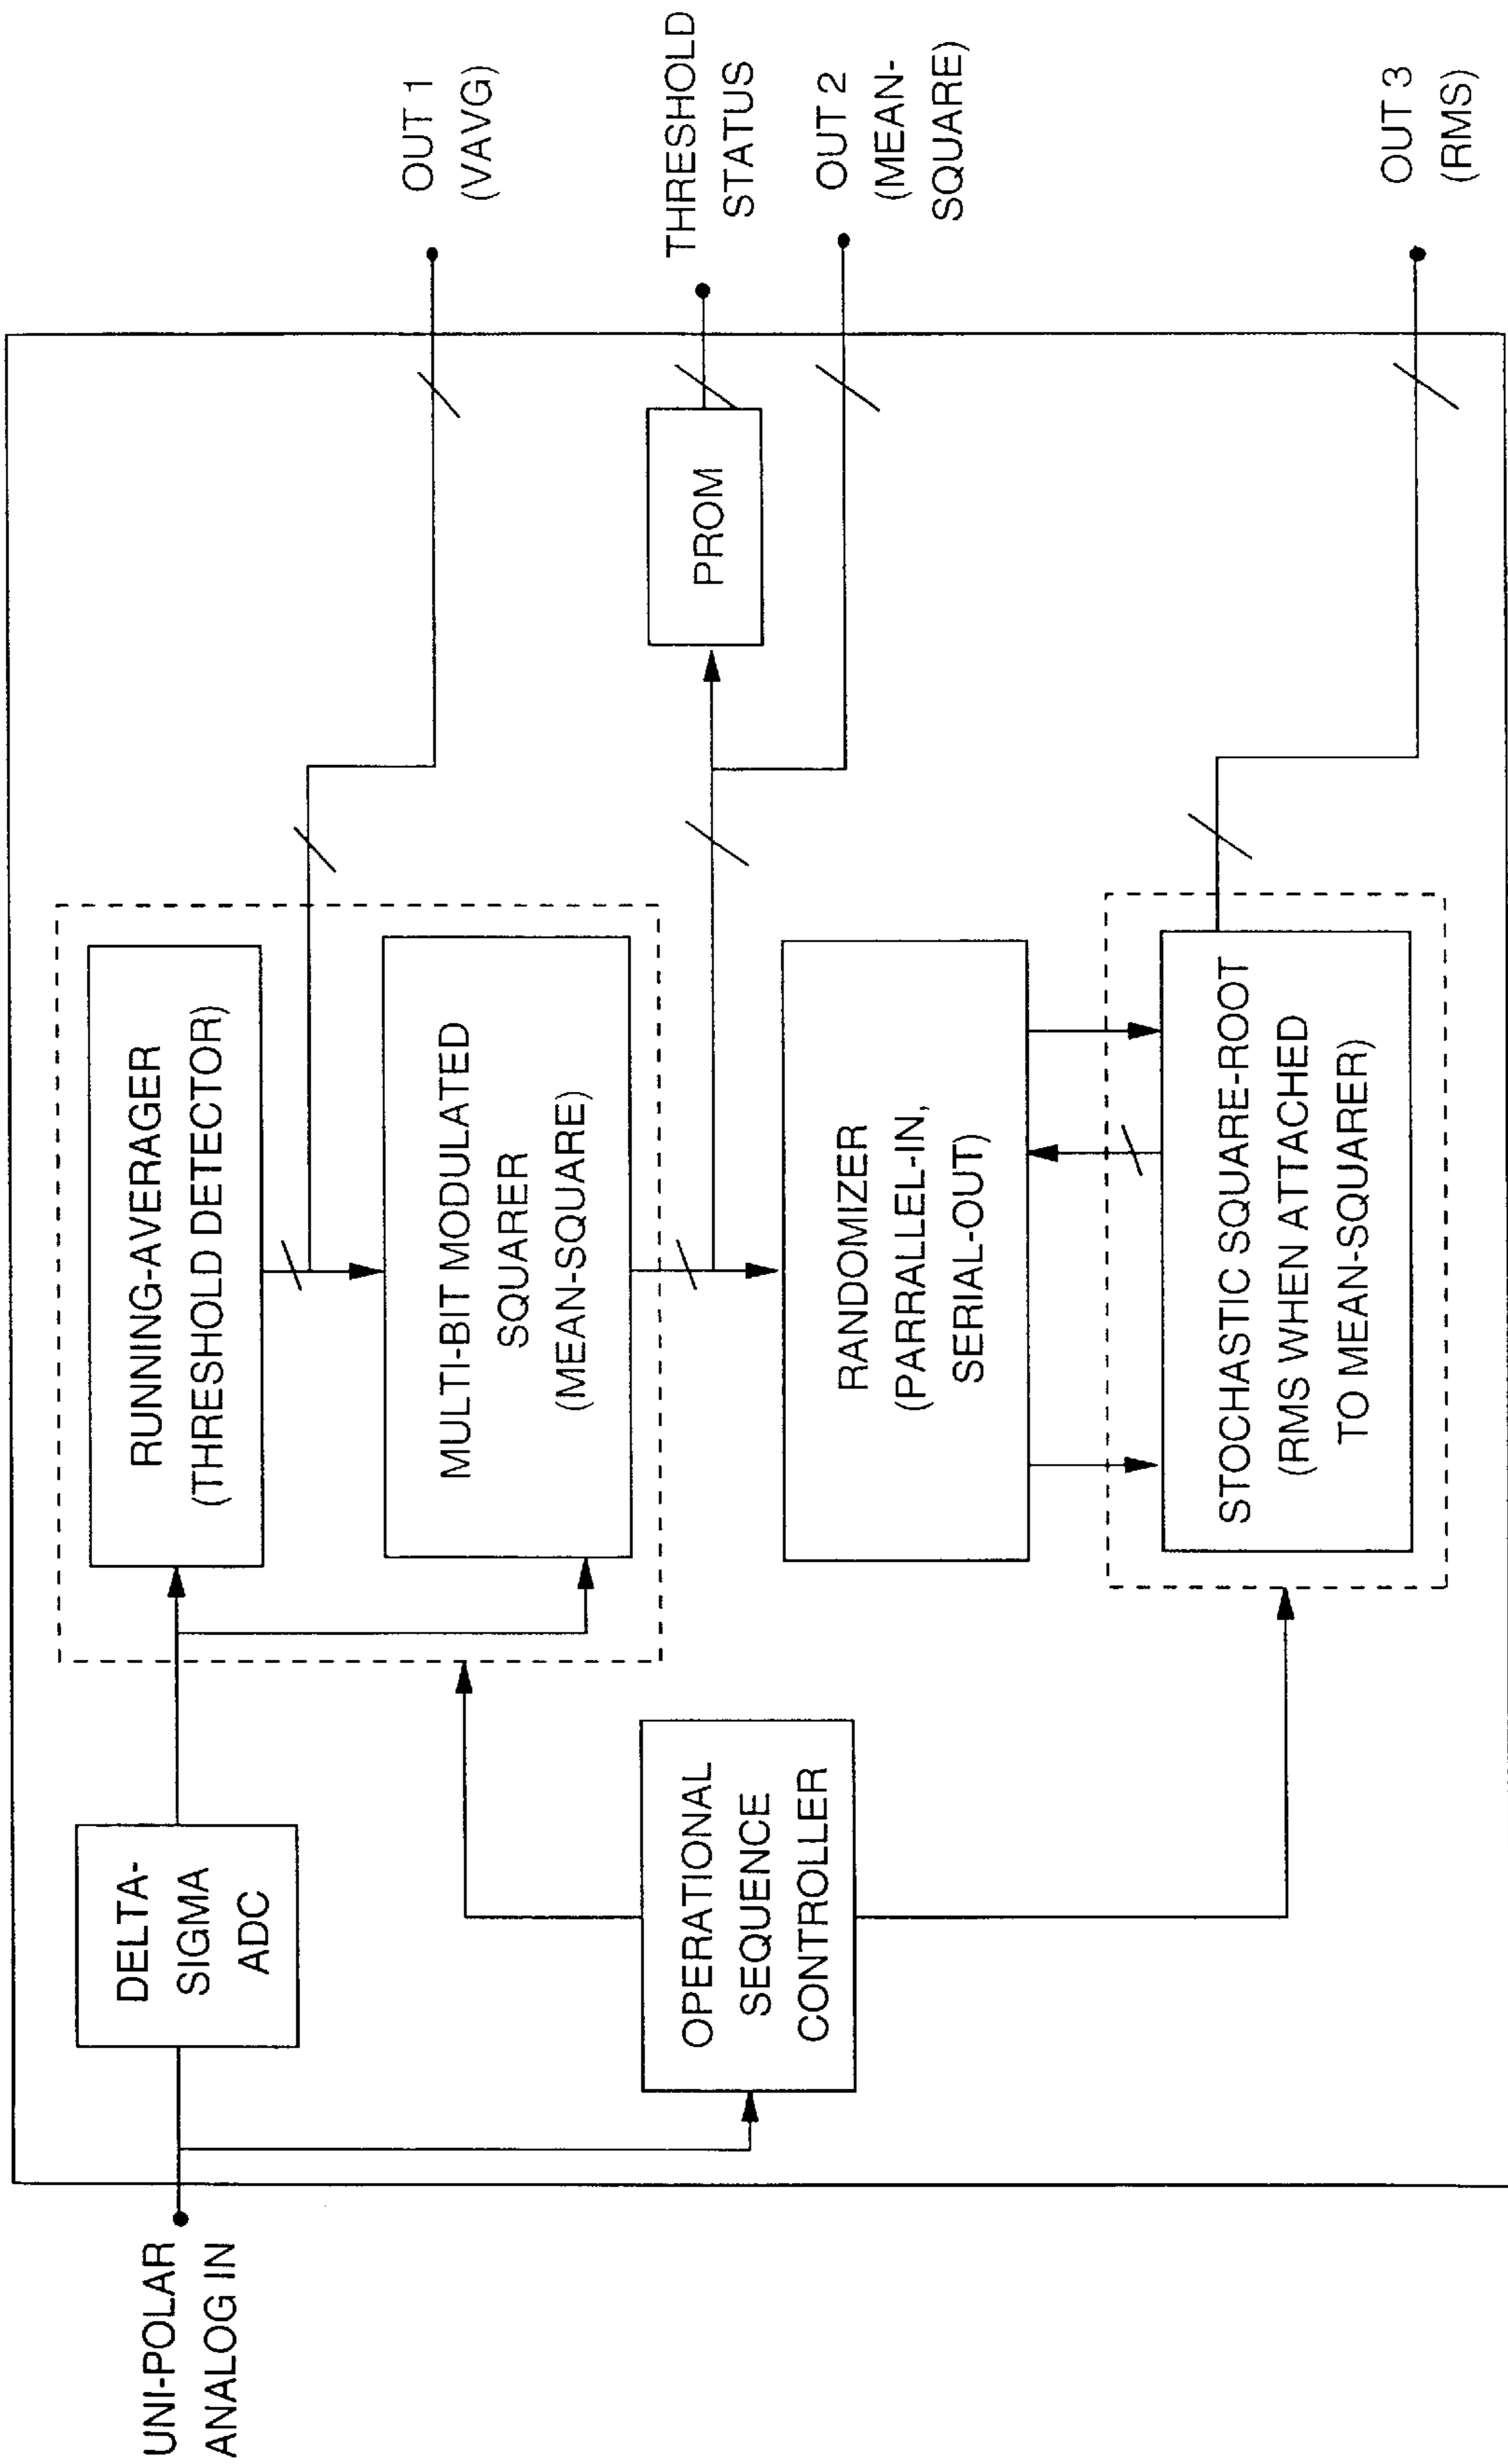 UNI-POLAR
ANALOG IN
DELTA-
SIGMA
ADC
OPERATIONAL
SEQUENCE
CONTROLLER
RUNNING-AVERAGER
(THRESHOLD DETECTOR)
MULTI-BIT MODULATED
SQUARER
(MEAN-SQUARE)
RANDOMIZER
(PARRALLEL-IN,
SERIAL-OUT)
STOCHASTIC SQUARE-ROOT
(RMS WHEN ATTACHED
TO MEAN-SQUARER)
PROM
OUT 1
(VAVG)
THRESHOLD
STATUS
OUT 2
(MEAN-
SQUARE)
OUT 3
(RMS)